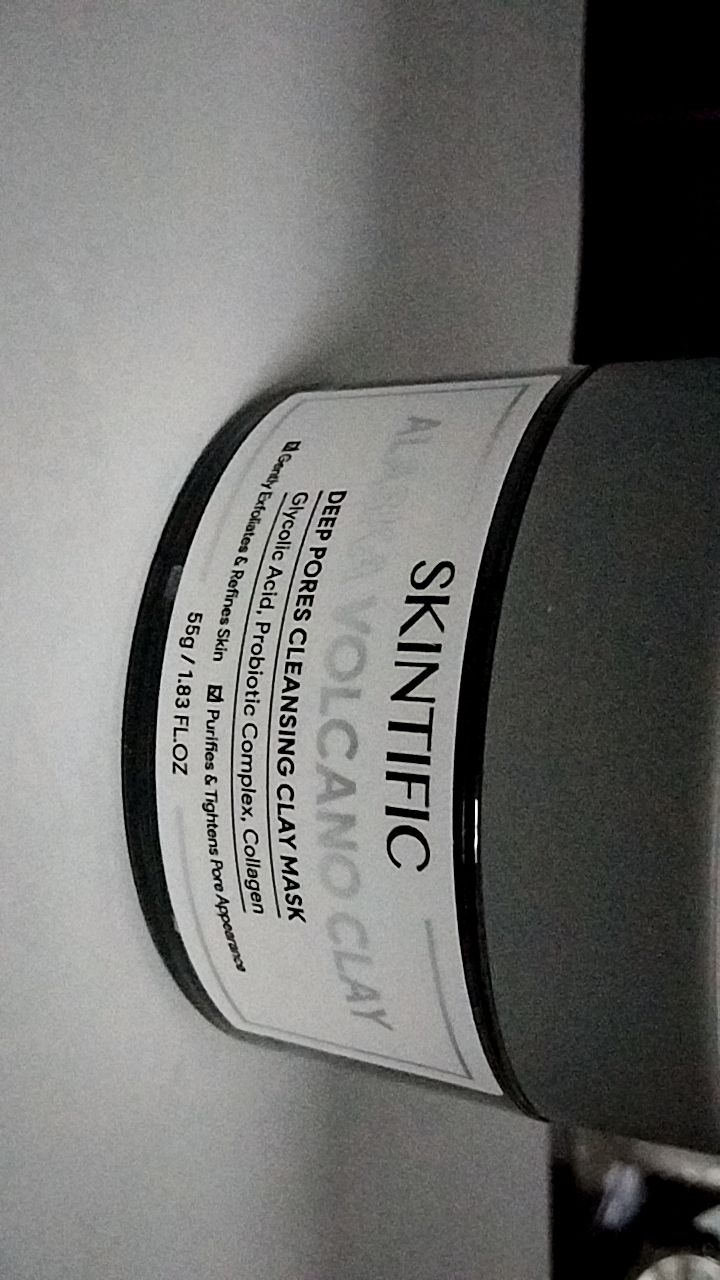 SKINTIFIC
ALASKA VOLCANO CLAY
DEEP PORES CLEANSING CLAY MASK
Glycolic Acid, Probiotic Complex, Collagen
☑ Gently Exfoliates & Refines Skin ☑ Purifies & Tightens Pore Appearance
55g / 1.83 FL.OZ